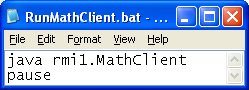 RunMathClient.bat - ...
File Edit Format View Help
java rmi1.MathClient
pause